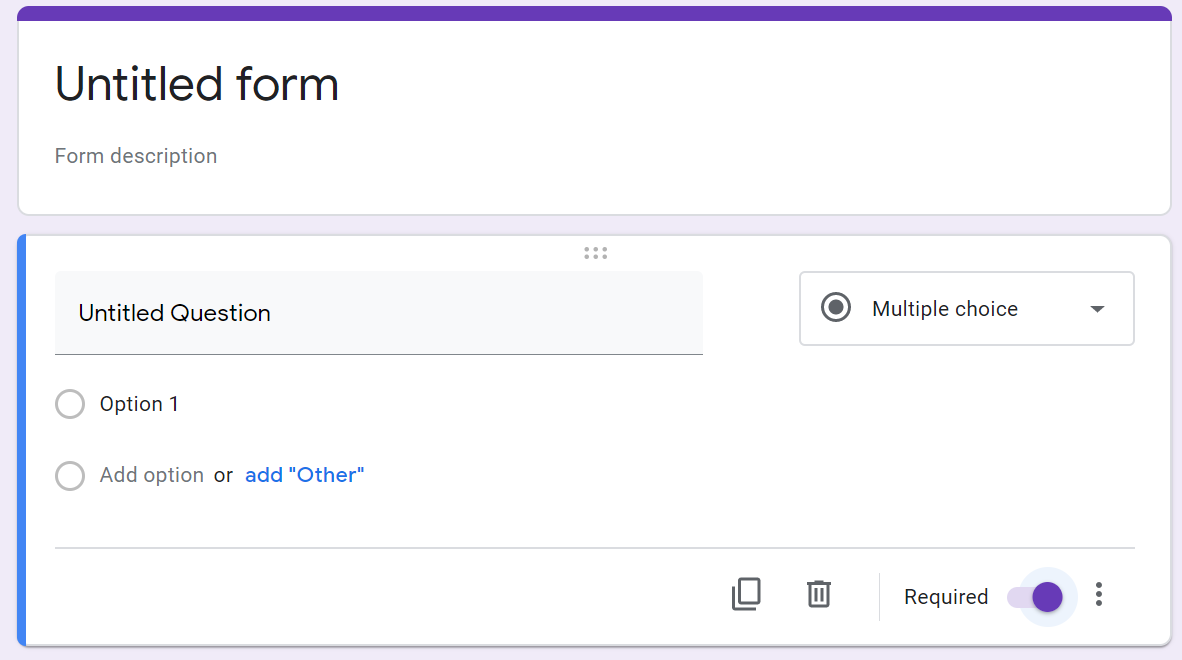 Untitled form
Form description
Untitled Question
Multiple choice
Option 1
Add option or add "Other"
Required